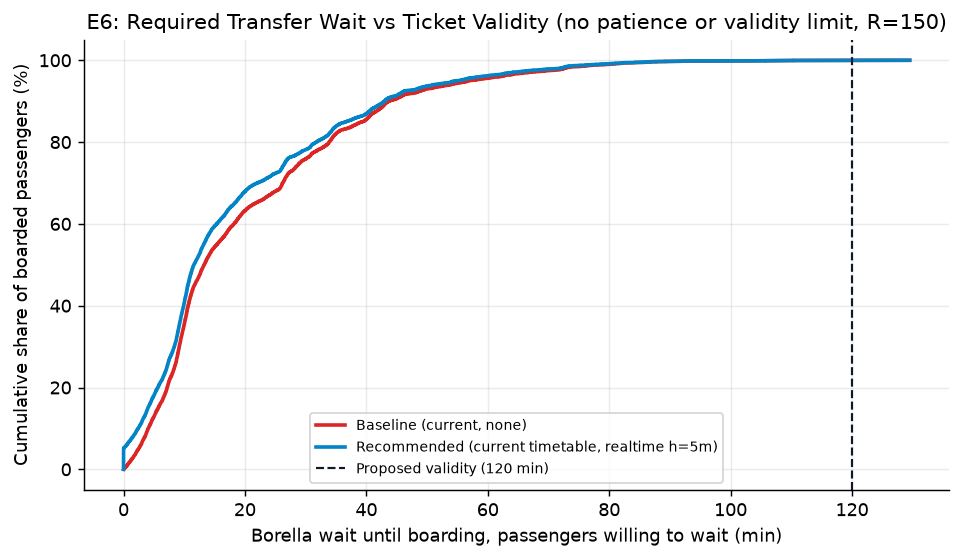 E6: Required Transfer Wait vs Ticket Validity (no patience or validity limit, R=150)
Cumulative share of boarded passengers (%)
100
80
60
40
20
0
Baseline (current, none)
Recommended (current timetable, realtime h=5m)
Proposed validity (120 min)
0 20 40 60 80 100 120
Borella wait until boarding, passengers willing to wait (min)